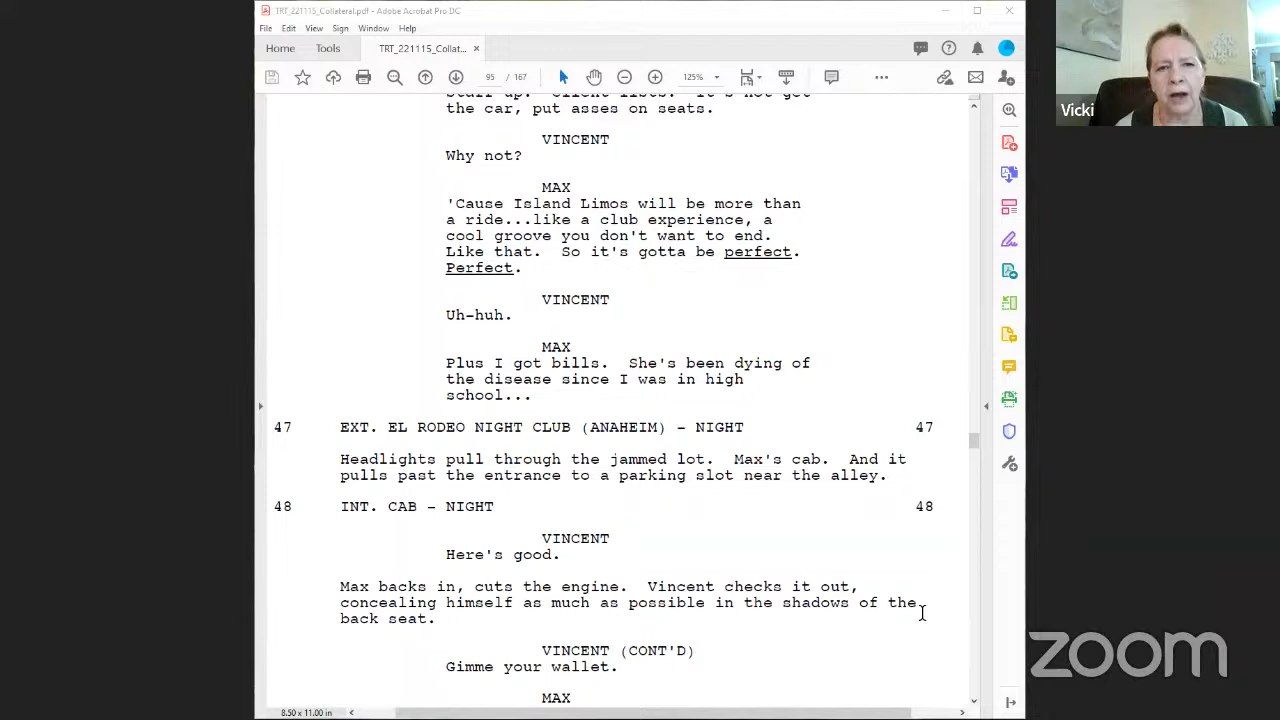 TRT_221115_Collateral.pdf - Adobe Acrobat Pro DC
File Edit View Sign Window Help
Home Tools TRT_221115_Collat... ×
95 / 167 125%
stuff up. Client lists. It's not get
the car, put asses on seats.
VINCENT
Why not?
MAX
'Cause Island Limos will be more than
a ride...like a club experience, a
cool groove you don't want to end.
Like that. So it's gotta be perfect.
Perfect.
VINCENT
Uh-huh.
MAX
Plus I got bills. She's been dying of
the disease since I was in high
school...
47 EXT. EL RODEO NIGHT CLUB (ANAHEIM) - NIGHT 47
Headlights pull through the jammed lot. Max's cab. And it
pulls past the entrance to a parking slot near the alley.
48 INT. CAB - NIGHT 48
VINCENT
Here's good.
Max backs in, cuts the engine. Vincent checks it out,
concealing himself as much as possible in the shadows of the
back seat.
VINCENT (CONT'D)
Gimme your wallet.
MAX
8.50 x 11.00 in
Vicki
zoom